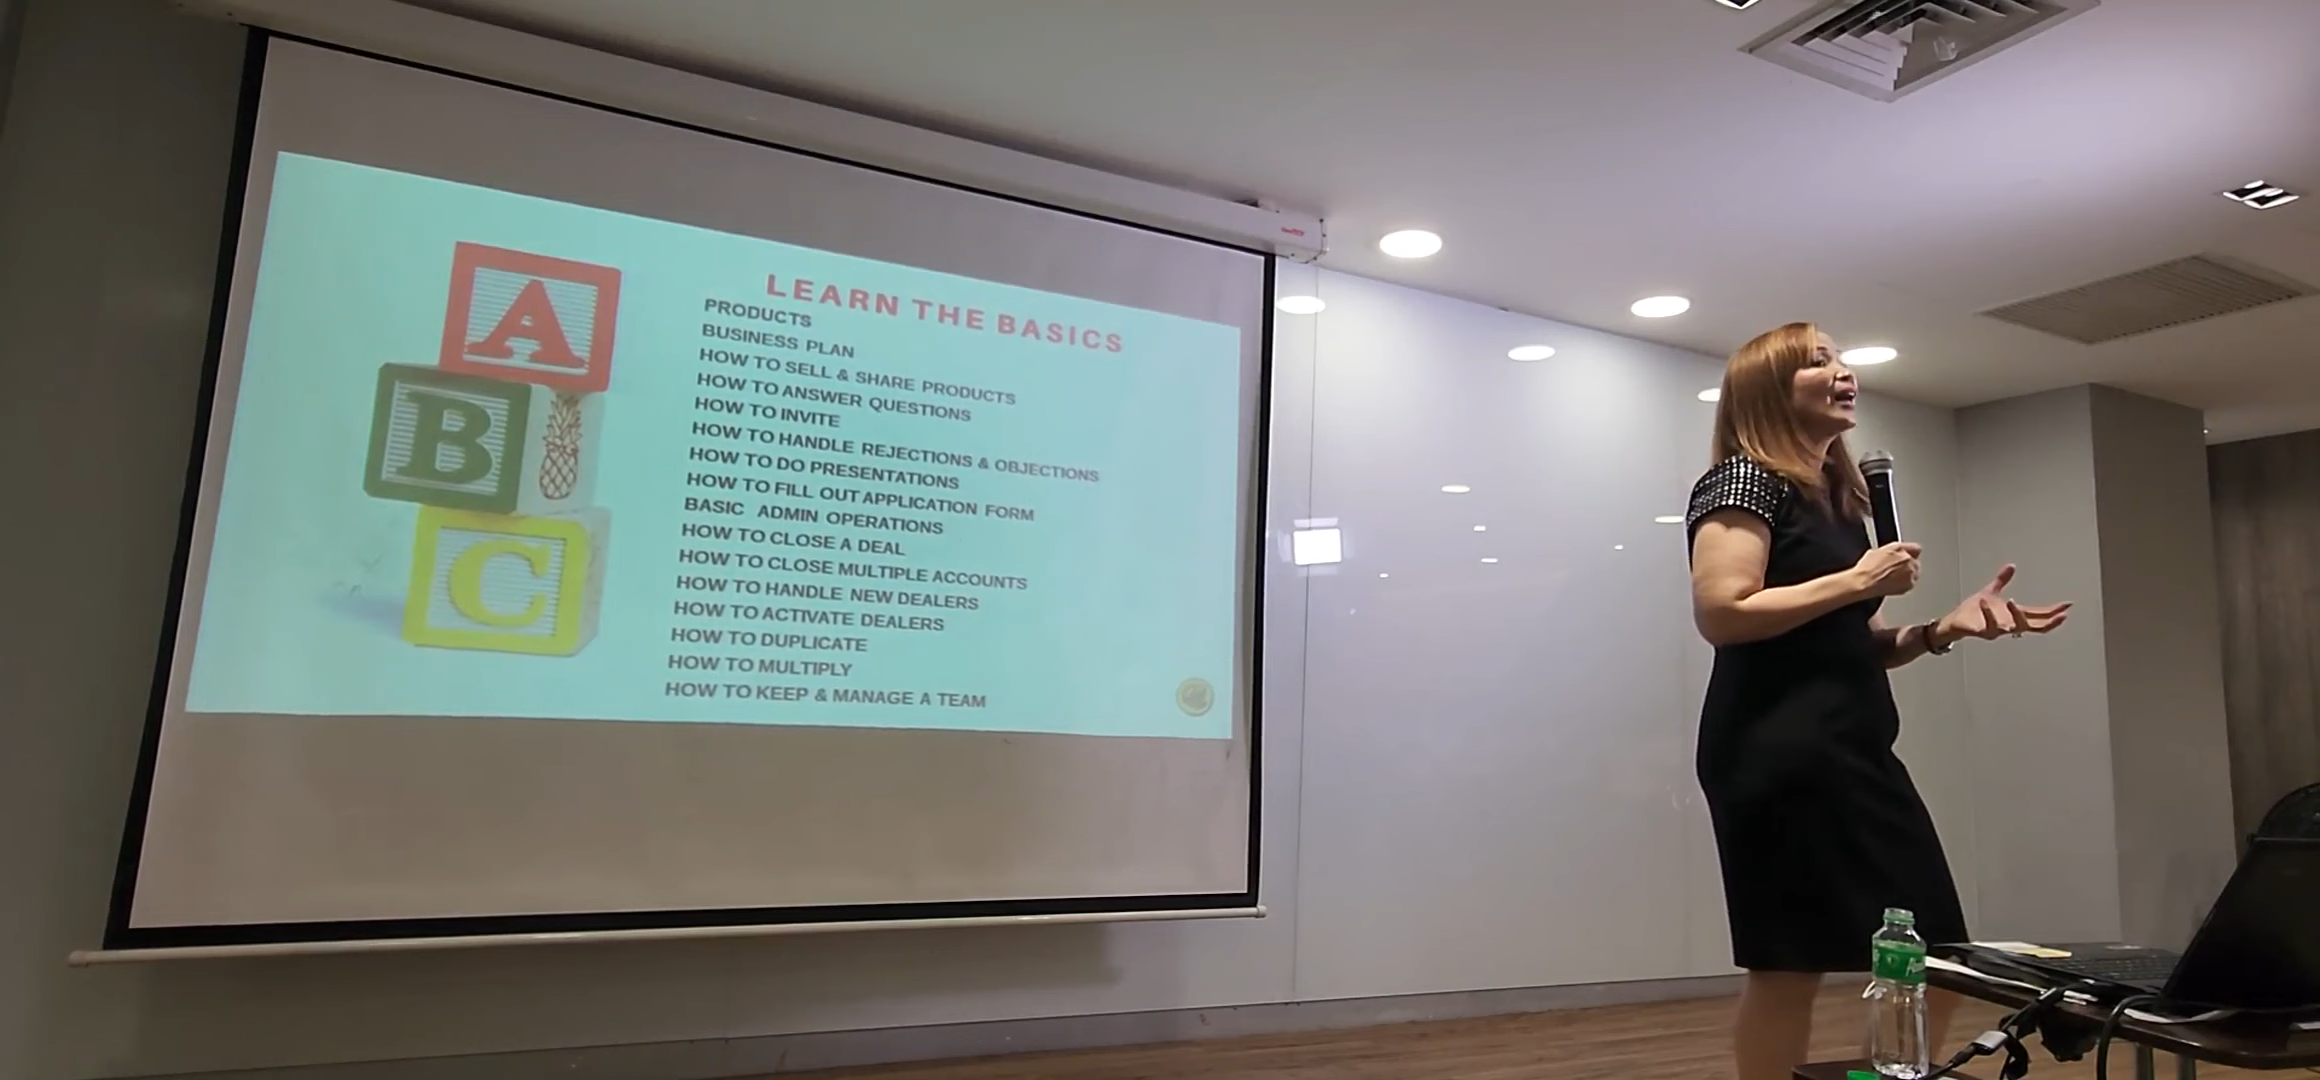 A
B
C
LEARN THE BASICS
PRODUCTS
BUSINESS PLAN
HOW TO SELL & SHARE PRODUCTS
HOW TO ANSWER QUESTIONS
HOW TO INVITE
HOW TO HANDLE REJECTIONS & OBJECTIONS
HOW TO DO PRESENTATIONS
HOW TO FILL OUT APPLICATION FORM
BASIC ADMIN OPERATIONS
HOW TO CLOSE A DEAL
HOW TO CLOSE MULTIPLE ACCOUNTS
HOW TO HANDLE NEW DEALERS
HOW TO ACTIVATE DEALERS
HOW TO DUPLICATE
HOW TO MULTIPLY
HOW TO KEEP & MANAGE A TEAM